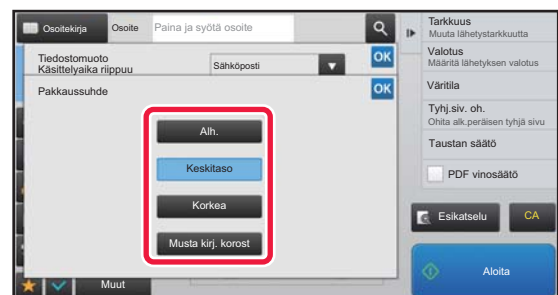 Osoitekirja
Osoite
Paina ja syötä osoite
Tiedostomuoto
Käsittelyaika riippuu
Sähköposti
OK
Pakkaussuhde
OK
Alh.
Keskitaso
Korkea
Musta kirj. korost
Muut
Tarkkuus
Muuta lähetystarkkuutta
Valotus
Määritä lähetyksen valotus
Väritila
Tyhj.siv. oh.
Ohita alk.peräisen tyhjä sivu
Taustan säätö
PDF vinosäätö
Esikatselu
CA
Aloita